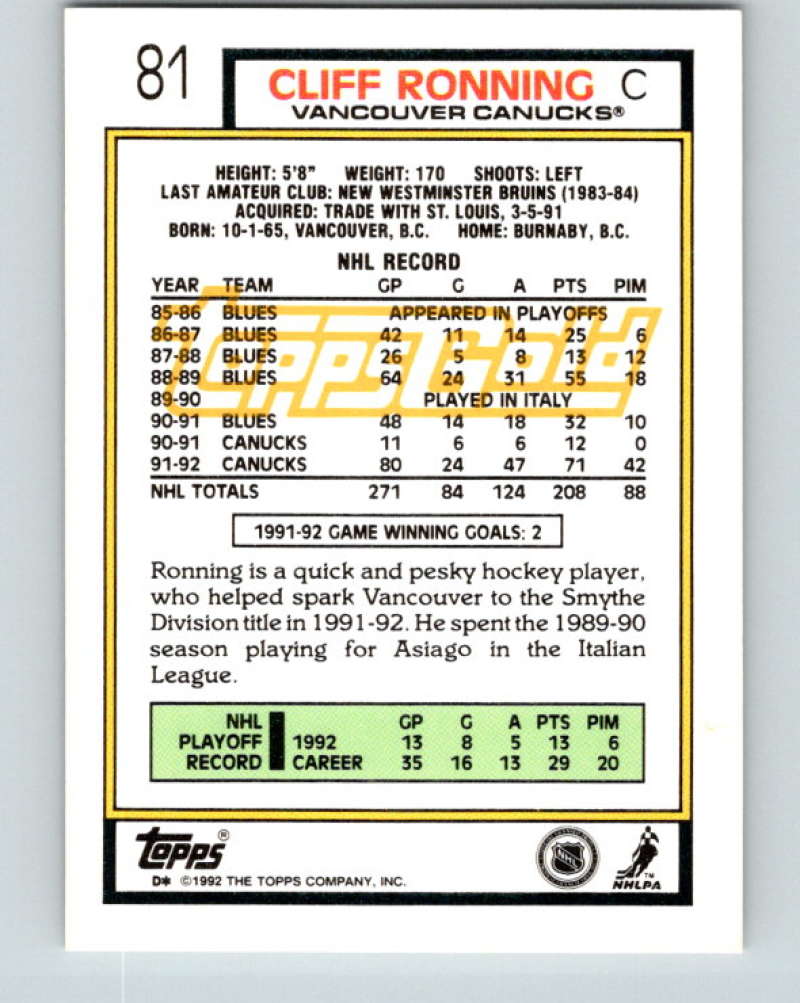 81
CLIFF RONNING C
VANCOUVER CANUCKS®
HEIGHT: 5'8" WEIGHT: 170 SHOOTS: LEFT
LAST AMATEUR CLUB: NEW WESTMINSTER BRUINS (1983-84)
ACQUIRED: TRADE WITH ST. LOUIS, 3-5-91
BORN: 10-1-65, VANCOUVER, B.C. HOME: BURNABY, B.C.
NHL RECORD
YEAR TEAM GP G A PTS PIM
85-86 BLUES APPEARED IN PLAYOFFS
86-87 BLUES 42 11 14 25 6
87-88 BLUES 26 5 8 13 12
88-89 BLUES 64 24 31 55 18
89-90 PLAYED IN ITALY
90-91 BLUES 48 14 18 32 10
90-91 CANUCKS 11 6 6 12 0
91-92 CANUCKS 80 24 47 71 42
NHL TOTALS 271 84 124 208 88
ToppsGold
1991-92 GAME WINNING GOALS: 2
Ronning is a quick and pesky hockey player,
who helped spark Vancouver to the Smythe
Division title in 1991-92. He spent the 1989-90
season playing for Asiago in the Italian
League.
NHL GP G A PTS PIM
PLAYOFF 1992 13 8 5 13 6
RECORD CAREER 35 16 13 29 20
Topps®
D* ©1992 THE TOPPS COMPANY, INC.
NHL
TM
NHLPA